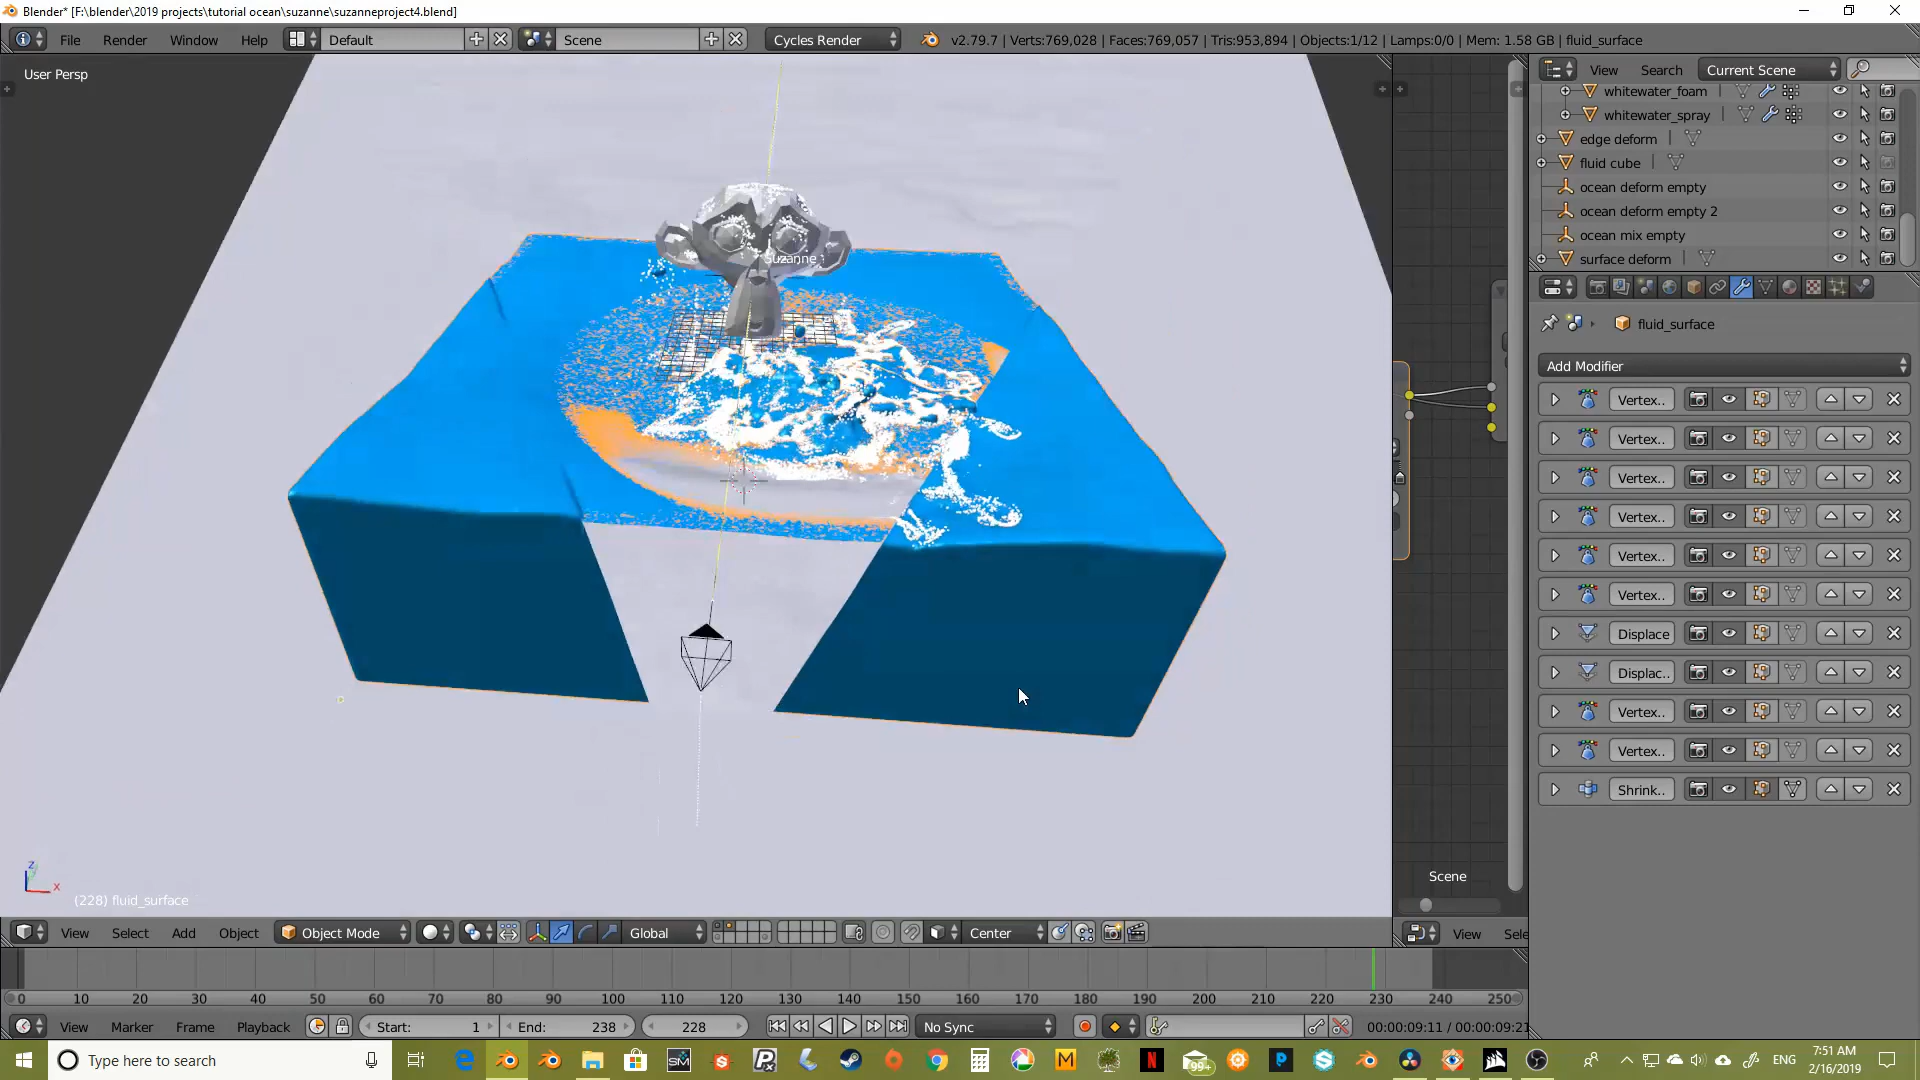 Blender* [F:\blender\2019 projects\tutorial ocean\suzanne\suzanneproject4.blend]
File Render Window Help Default Scene Cycles Render v2.79.7 | Verts:769,028 | Faces:769,057 | Tris:953,894 | Objects:1/12 | Lamps:0/0 | Mem: 1.58 GB | fluid_surface
User Persp
View Search Current Scene
whitewater_foam
whitewater_spray
edge deform
fluid cube
ocean deform empty
ocean deform empty 2
ocean mix empty
surface deform
fluid_surface
Add Modifier
Vertex..
Vertex..
Vertex..
Vertex..
Vertex..
Vertex..
Displace
Displac..
Vertex..
Vertex..
Shrink..
Suzanne
Scene
z
x
(228) fluid_surface
View Select Add Object Object Mode Global Center View Sele
0 10 20 30 40 50 60 70 80 90 100 110 120 130 140 150 160 170 180 190 200 210 220 230 240 250
View Marker Frame Playback Start: 1 End: 238 228 No Sync 00:00:09:11 / 00:00:09:21
Type here to search
99+
ENG
7:51 AM
2/16/2019